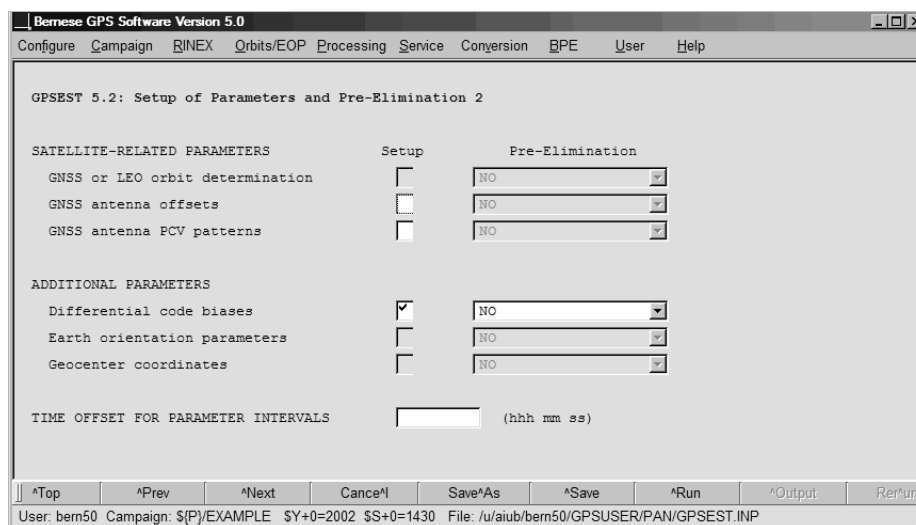 Bernese GPS Software Version 5.0
Configure Campaign RINEX Orbits/EOP Processing Service Conversion BPE User Help
GPSEST 5.2: Setup of Parameters and Pre-Elimination 2
SATELLITE-RELATED PARAMETERS Setup Pre-Elimination
GNSS or LEO orbit determination NO
GNSS antenna offsets NO
GNSS antenna PCV patterns NO
ADDITIONAL PARAMETERS
Differential code biases NO
Earth orientation parameters NO
Geocenter coordinates NO
TIME OFFSET FOR PARAMETER INTERVALS (hhh mm ss)
^Top ^Prev ^Next Cance^l Save^As ^Save ^Run ^Output Rer^un
User: bern50 Campaign: ${P}/EXAMPLE $Y+0=2002 $S+0=1430 File: /u/aiub/bern50/GPSUSER/PAN/GPSEST.INP